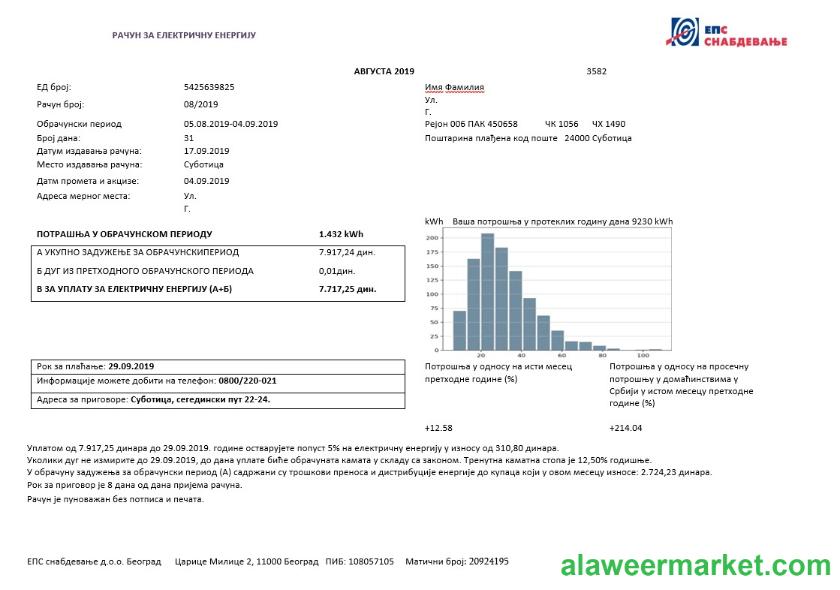 РАЧУН ЗА ЕЛЕКТРИЧНУ ЕНЕРГИЈУ
ЕПС
СНАБДЕВАЊЕ
АВГУСТА 2019
3582
ЕД број: 5425639825
Рачун број: 08/2019
Обрачунски период 05.08.2019-04.09.2019
Број дана: 31
Датум издавања рачуна: 17.09.2019
Место издавања рачуна: Суботица
Датм промета и акцизе: 04.09.2019
Адреса мерног места: Ул.
Г.
Имя Фамилия
Ул.
Г.
Рејон 006 ПАК 450658 ЧК 1056 ЧХ 1490
Поштарина плаћена код поште 24000 Суботица
ПОТРАШЊА У ОБРАЧУНСКОМ ПЕРИОДУ 1.432 kWh
А УКУПНО ЗАДУЖЕЊЕ ЗА ОБРАЧУНСКИПЕРИОД 7.917,24 дин.
Б ДУГ ИЗ ПРЕТХОДНОГ ОБРАЧУНСКОГ ПЕРИОДА 0,01дин.
В ЗА УПЛАТУ ЗА ЕЛЕКТРИЧНУ ЕНЕРГИЈУ (А+Б) 7.717,25 дин.
kWh Ваша потрошња у протеклих годину дана 9230 kWh
200
175
150
125
100
75
50
25
0
20 40 60 80 100
Рок за плаћање: 29.09.2019
Информације можете добити на телефон: 0800/220-021
Адреса за приговоре: Суботица, сегедински пут 22-24.
Потрошња у односу на исти месец
претходне године (%)
+12.58
Потрошња у односу на просечну
потрошњу у домаћинствима у
Србији у истом месецу претходне
године (%)
+214.04
Уплатом од 7.917,25 динара до 29.09.2019. године остварујете попуст 5% на електричну енергију у износу од 310,80 динара.
Уколики дуг не измирите до 29.09.2019, до дана уплате биће обрачуната камата у складу са законом. Тренутна каматна стопа је 12,50% годишње.
У обрачуну задужења за обрачунски период (А) садржани су трошкови преноса и дистрибуције енергије до купаца који у овом месецу износе: 2.724,23 динара.
Рок за приговор је 8 дана од дана пријема рачуна.
Рачун је пуноважан без потписа и печата.
ЕПС снабдевање д.о.о. Београд Царице Милице 2, 11000 Београд ПИБ: 108057105 Матични број: 20924195
alaweermarket.com